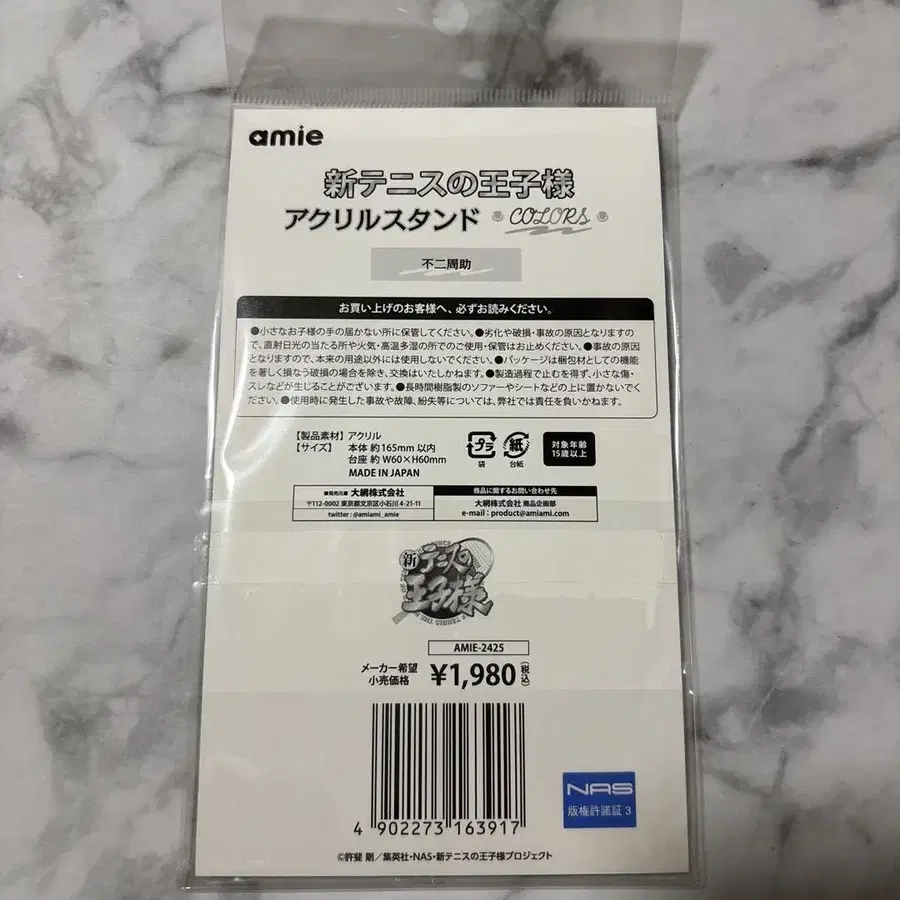 amie
新テニスの王子様
アクリルスタンド COLORS
不二周助
お買い上げのお客様へ、必ずお読みください。
●小さなお子様の手の届かない所に保管してください。●劣化や破損・事故の原因となりますの
で、直射日光の当たる所や火気・高温多湿の所でのご使用・保管はお止めください。●事故の原因
となりますので、本来の用途以外には使用しないでください。●パッケージは梱包材としての機能
を著しく損なう破損の場合を除き、交換はいたしかねます。●製造過程で止むを得ず、小さな傷・
スレなどが生じることがございます。●長時間樹脂製のソファーやシートなどの上に置かないでく
ださい。●使用時に発生した事故や故障、紛失等については、弊社では責任を負いかねます。
【製品素材】アクリル
【サイズ】 本体 約165mm 以内
台座 約 W60×H60mm
MADE IN JAPAN
プラ
袋
紙
台紙
対象年齢
15歳以上
■発売元■ 大網株式会社
〒112-0002 東京都文京区小石川 4-21-11
twitter : @amiami_amie
商品に関するお問い合わせ先
大網株式会社 商品企画部
e-mail : product@amiami.com
新テニスの
王子様
AMIE-2425
メーカー希望
小売価格 ¥1,980(税込)
4 902273 163917
NAS
版権許諾証 3
©許斐 剛／集英社・NAS・新テニスの王子様プロジェクト